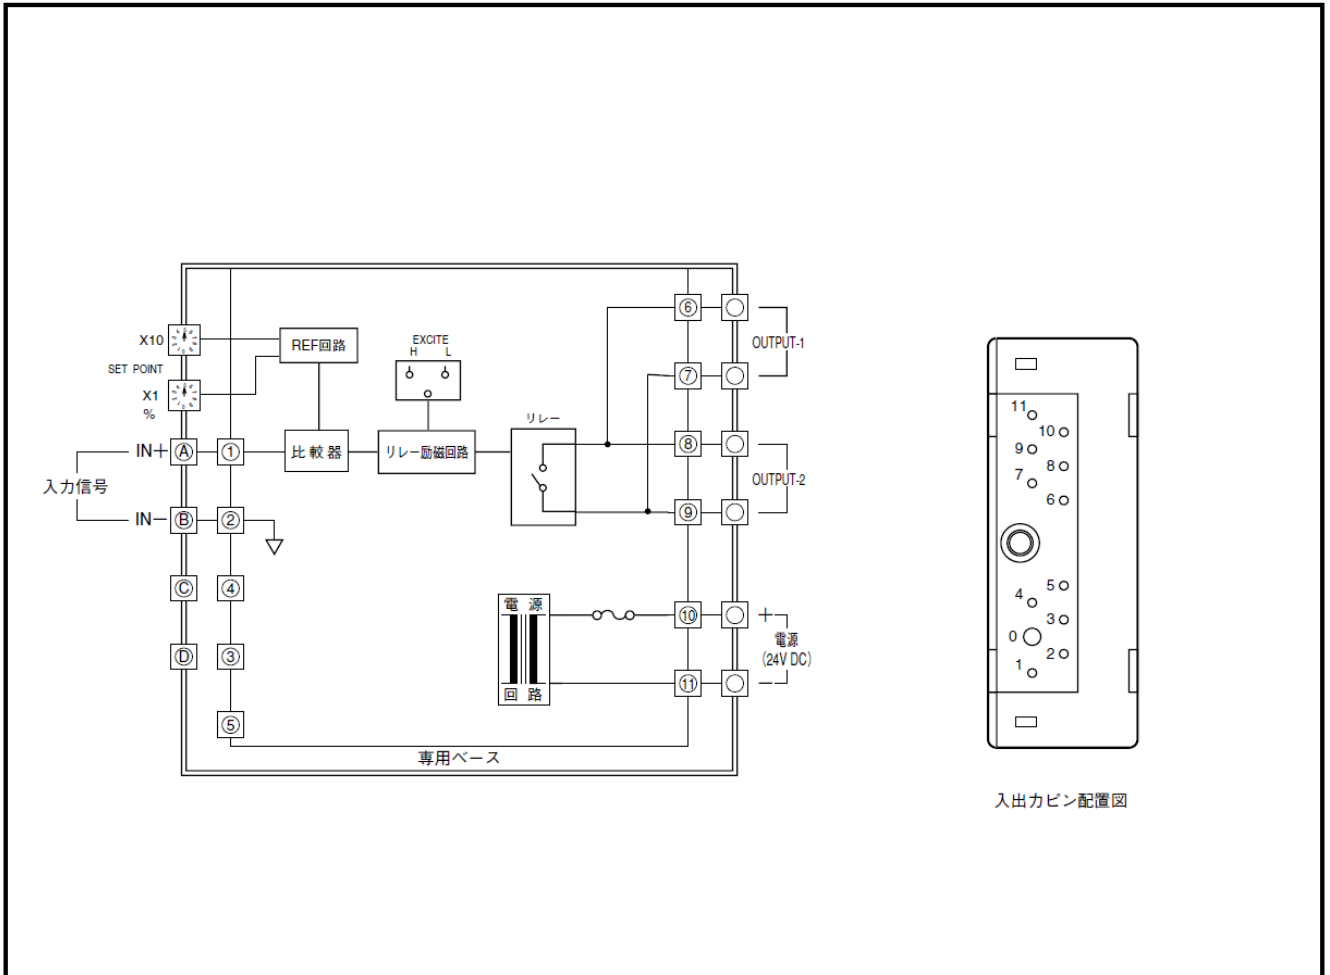 X10
SET POINT
X1
%
REF回路
EXCITE
H L
リレー
比較器
リレー励磁回路
IN+
Ⓐ
①
入力信号
IN−
Ⓑ
②
Ⓒ
④
Ⓓ
③
⑤
⑥
OUTPUT-1
⑦
⑧
OUTPUT-2
⑨
電源
回路
⑩
+
電源
(24V DC)
⑪
−
専用ベース
11
10
9
8
7
6
5
4
3
0
2
1
入出力ピン配置図